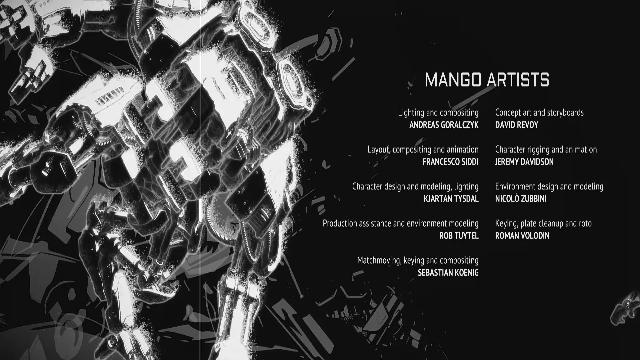 MANGO ARTISTS
Lighting and compositing
ANDREAS GORALCZYK
Concept art and storyboards
DAVID REVOY
Layout, compositing and animation
FRANCESCO SIDDI
Character rigging and animation
JEREMY DAVIDSON
Character design and modeling, lighting
KJARTAN TYSDAL
Environment design and modeling
NICOLÒ ZUBBINI
Production assistance and environment modeling
ROB TUYTEL
Keying, plate cleanup and roto
ROMAN VOLODIN
Matchmoving, keying and compositing
SEBASTIAN KOENIG